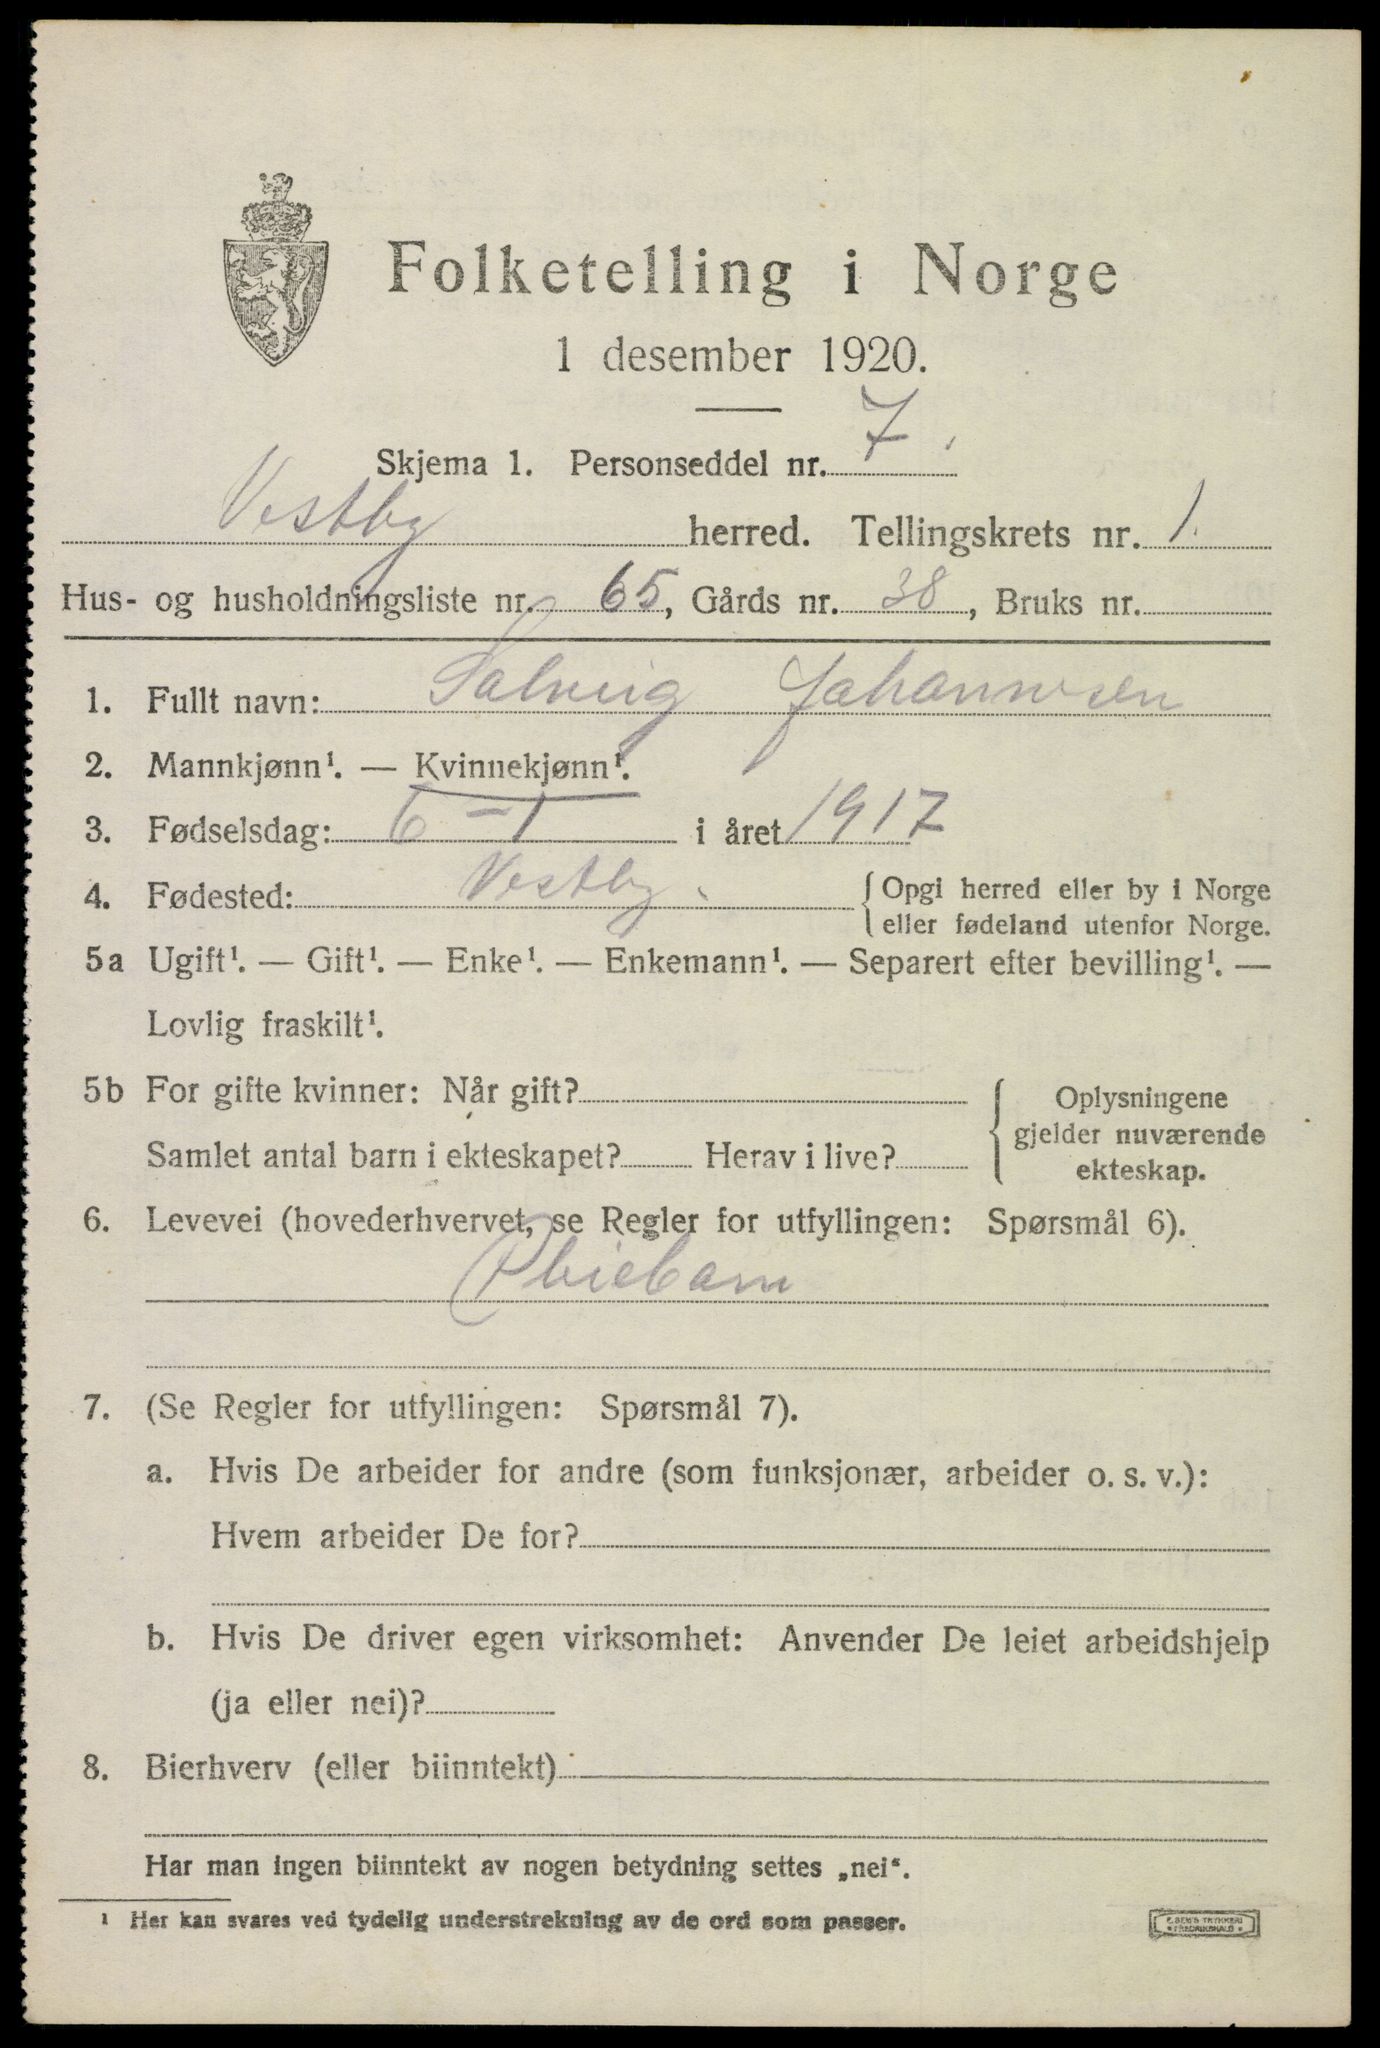 Folketelling i Norge
1 desember 1920.
Skjema 1. Personseddel nr. 7.
Vestby herred. Tellingskrets nr. 1.
Hus- og husholdningsliste nr. 65, Gårds nr. 38, Bruks nr.
1. Fullt navn: Solveig Johannesen
2. Mannkjønn¹. — Kvinnekjønn¹.
3. Fødselsdag: 6 - 1 i året 1917
4. Fødested: Vestby. { Opgi herred eller by i Norge
eller fødeland utenfor Norge.
5a Ugift¹. — Gift¹. — Enke¹. — Enkemann¹. — Separert efter bevilling¹. —
Lovlig fraskilt¹.
5b For gifte kvinner: Når gift?
Samlet antal barn i ekteskapet? Herav i live?
{ Oplysningene
gjelder nuværende
ekteskap.
6. Levevei (hovederhvervet, se Regler for utfyllingen: Spørsmål 6).
7. (Se Regler for utfyllingen: Spørsmål 7).
a. Hvis De arbeider for andre (som funksjonær, arbeider o. s. v.):
Hvem arbeider De for?
b. Hvis De driver egen virksomhet: Anvender De leiet arbeidshjelp
(ja eller nei)?
8. Bierhverv (eller biinntekt)
Har man ingen biinntekt av nogen betydning settes „nei“.
¹ Her kan svares ved tydelig understrekning av de ord som passer.
E. SEM'S TRYKKERI
FREDRIKSHALD